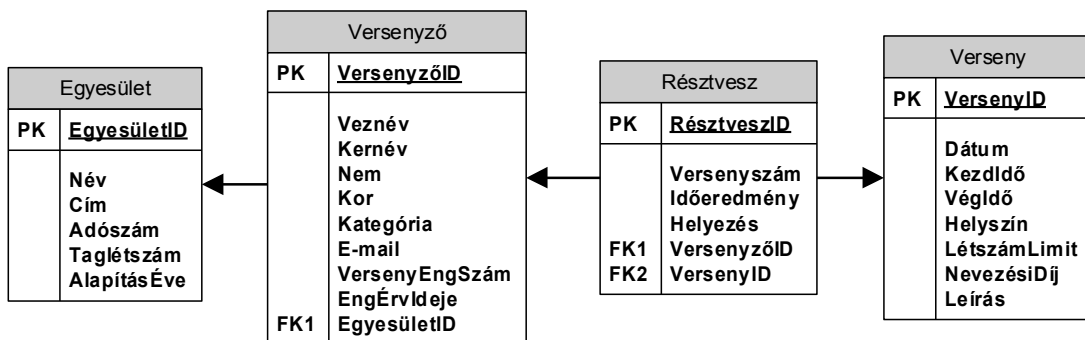 Egyesület
PK EgyesületID
Név
Cím
Adószám
Taglétszám
AlapításÉve
Versenyző
PK VersenyzőID
Veznév
Kernév
Nem
Kor
Kategória
E-mail
VersenyEngSzám
EngÉrvIdeje
FK1 EgyesületID
Résztvesz
PK RésztveszID
Versenyszám
Időeredmény
Helyezés
FK1 VersenyzőID
FK2 VersenyID
Verseny
PK VersenyID
Dátum
KezdIdő
VégIdő
Helyszín
LétszámLimit
NevezésiDíj
Leírás